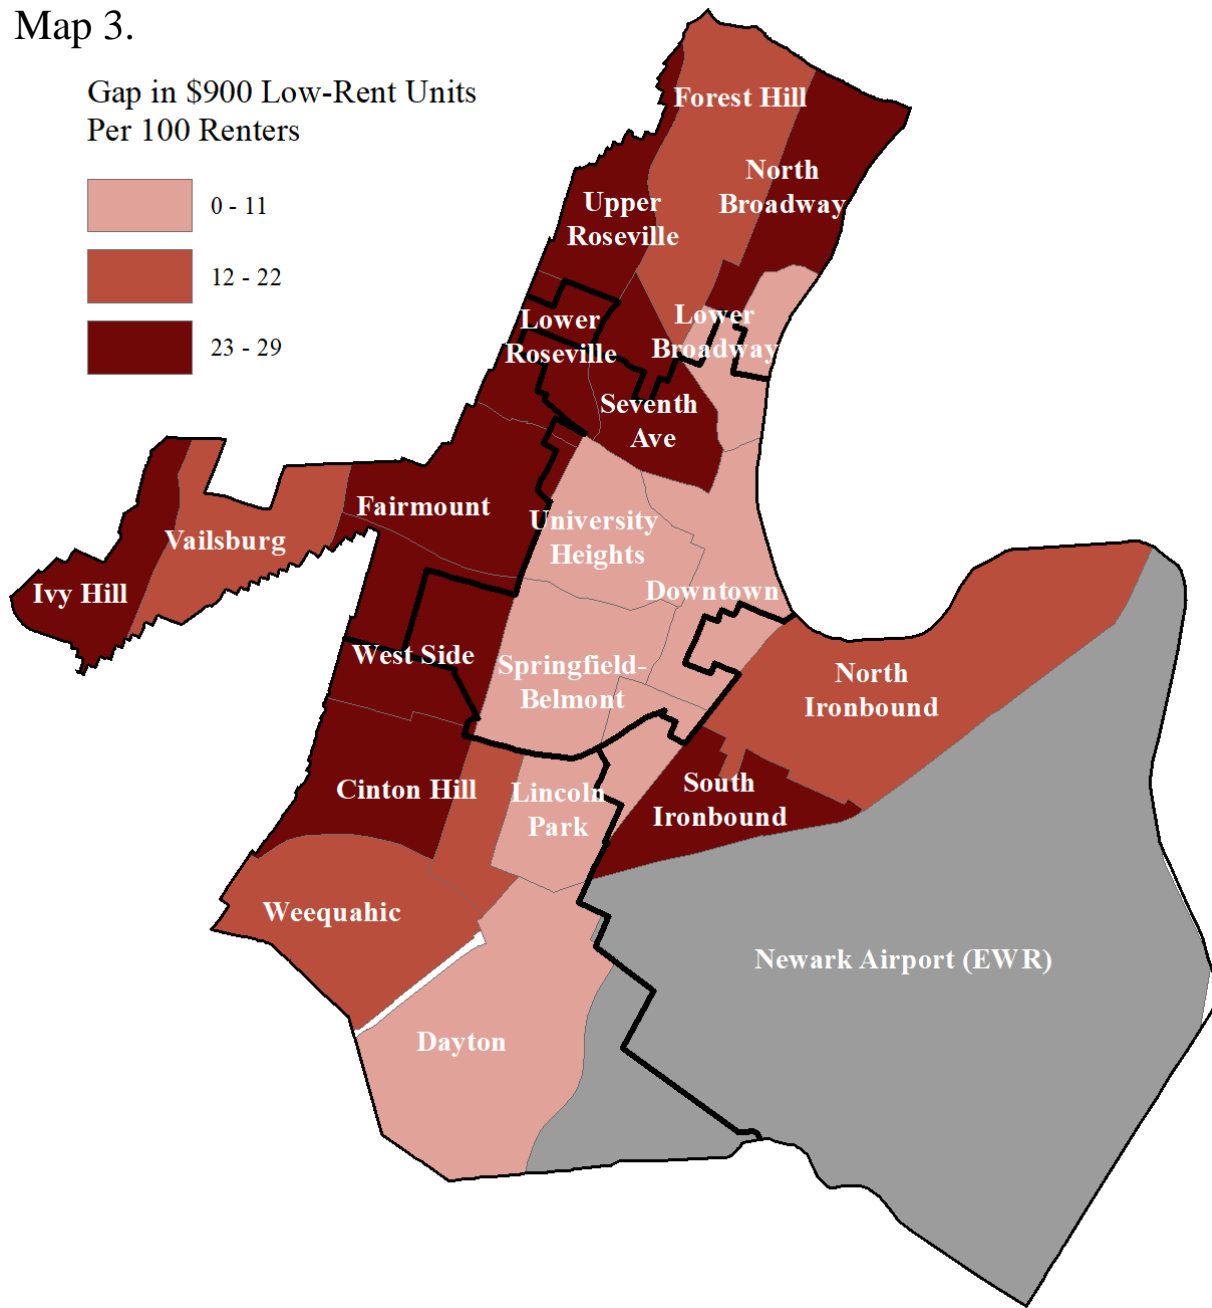 Map 3.
Gap in $900 Low-Rent Units
Per 100 Renters
0 - 11
12 - 22
23 - 29
Forest Hill
North
Broadway
Upper
Roseville
Lower
Roseville
Lower
Broadway
Seventh
Ave
Fairmount
Vailsburg
Ivy Hill
University
Heights
Downtown
West Side
Springfield-
Belmont
North
Ironbound
Cinton Hill
Lincoln
Park
South
Ironbound
Weequahic
Newark Airport (EWR)
Dayton